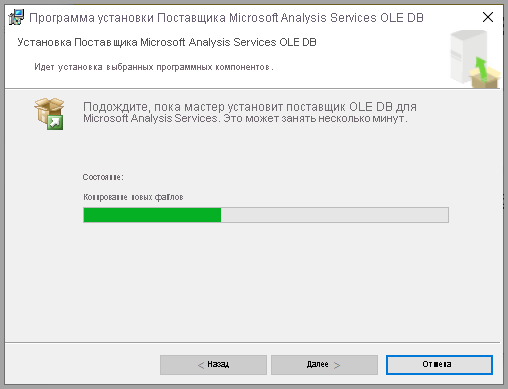 Программа установки Поставщика Microsoft Analysis Services OLE DB
Установка Поставщика Microsoft Analysis Services OLE DB
Идет установка выбранных программных компонентов.
Подождите, пока мастер установит поставщик OLE DB для
Microsoft Analysis Services. Это может занять несколько минут.
Состояние:
Копирование новых файлов
< Назад
Далее >
Отмена